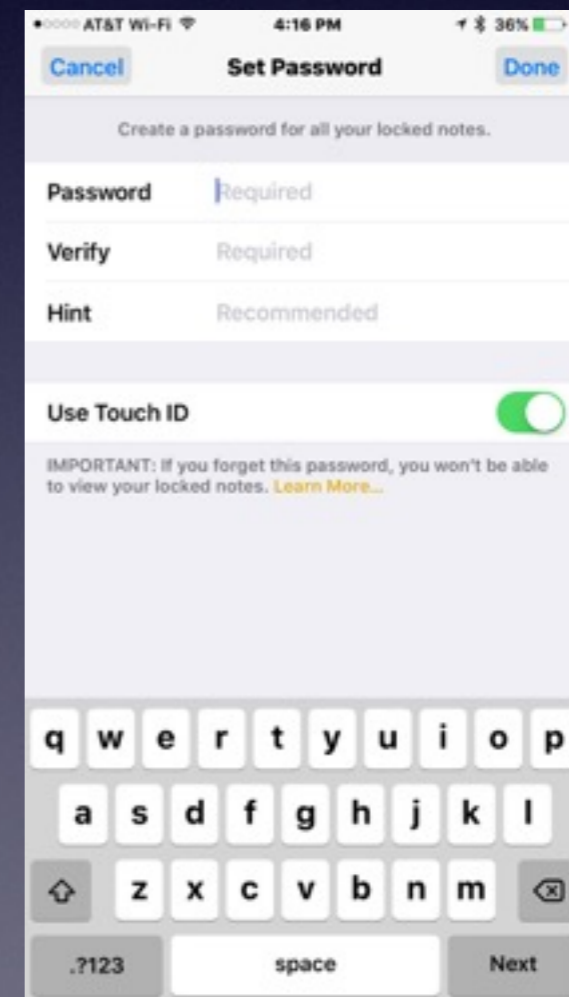 AT&T Wi-Fi 4:16 PM 36%
Cancel Set Password Done
Create a password for all your locked notes.
Password Required
Verify Required
Hint Recommended
Use Touch ID
IMPORTANT: If you forget this password, you won't be able
to view your locked notes. Learn More...
q w e r t y u i o p
a s d f g h j k l
z x c v b n m
.?123 space Next